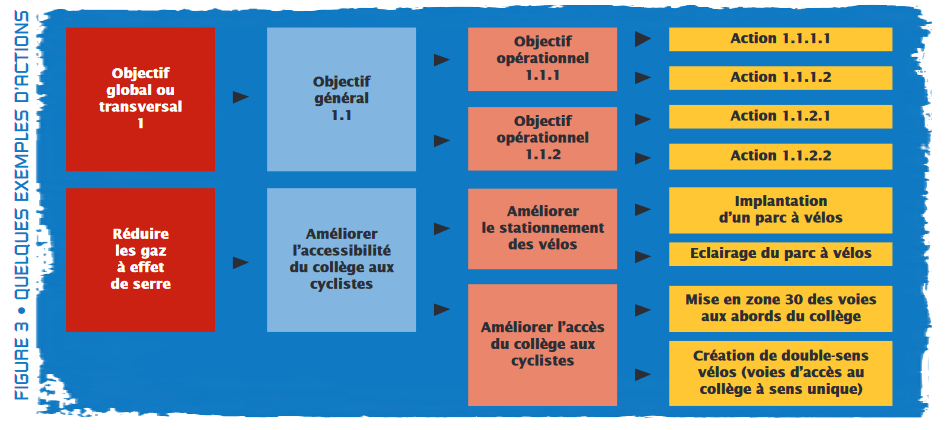 FIGURE 3 • QUELQUES EXEMPLES D'ACTIONS
Objectif
global ou
transversal
1
Objectif
général
1.1
Objectif
opérationnel
1.1.1
Action 1.1.1.1
Action 1.1.1.2
Objectif
opérationnel
1.1.2
Action 1.1.2.1
Action 1.1.2.2
Réduire
les gaz
à effet
de serre
Améliorer
l'accessibilité
du collège aux
cyclistes
Améliorer
le stationnement
des vélos
Implantation
d'un parc à vélos
Eclairage du parc à vélos
Améliorer l'accès
du collège aux
cyclistes
Mise en zone 30 des voies
aux abords du collège
Création de double-sens
vélos (voies d'accès au
collège à sens unique)